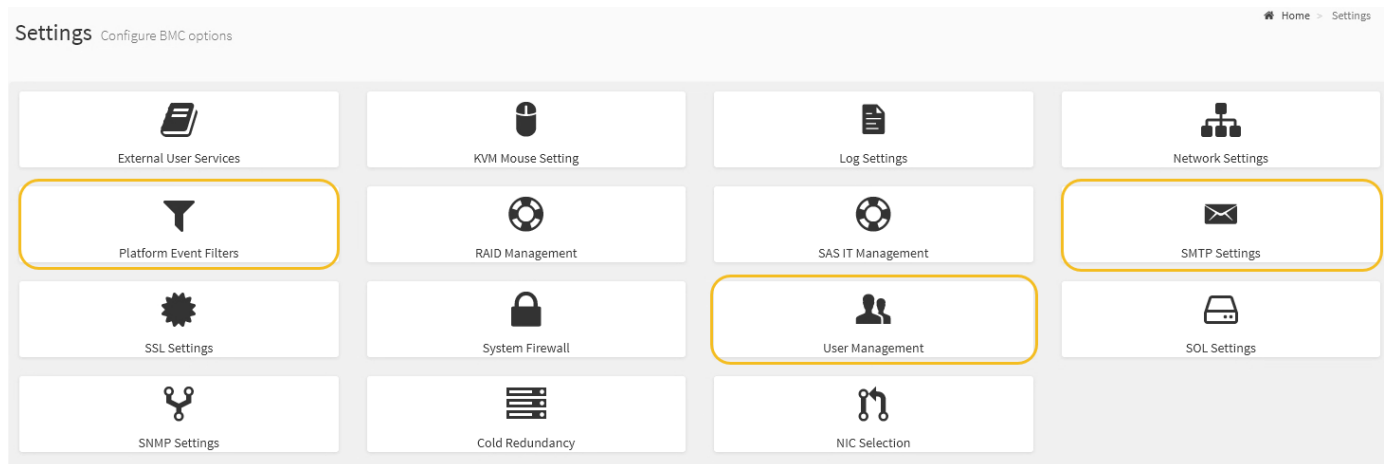 Home > Settings
Settings Configure BMC options
External User Services
KVM Mouse Setting
Log Settings
Network Settings
Platform Event Filters
RAID Management
SAS IT Management
SMTP Settings
SSL Settings
System Firewall
User Management
SOL Settings
SNMP Settings
Cold Redundancy
NIC Selection